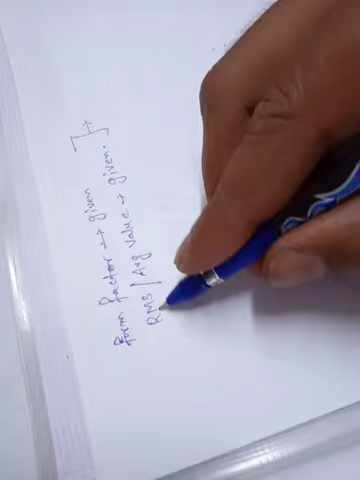 form factor → given
RMS / Avg value → given.